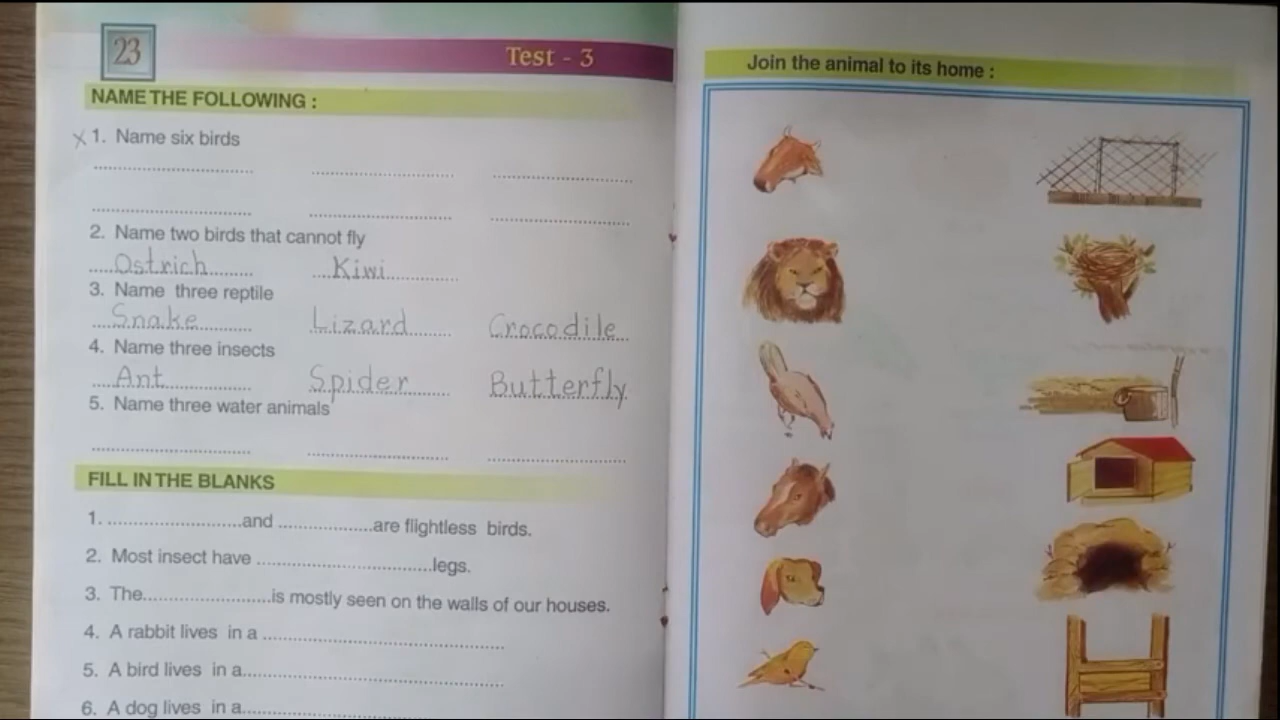 23
Test - 3
NAME THE FOLLOWING :
X 1. Name six birds
2. Name two birds that cannot fly
Ostrich Kiwi
3. Name three reptile
Snake Lizard Crocodile
4. Name three insects
Ant Spider Butterfly
5. Name three water animals
FILL IN THE BLANKS
1. ........................and .................are flightless birds.
2. Most insect have ................................legs.
3. The.......................is mostly seen on the walls of our houses.
4. A rabbit lives in a ............................................
5. A bird lives in a................................................
6. A dog lives in a................................
Join the animal to its home :